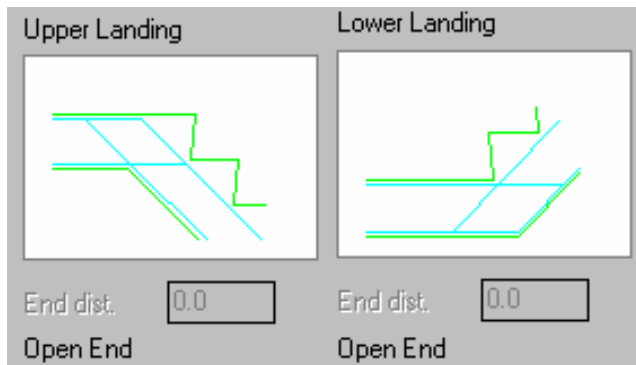 Upper Landing
Lower Landing
End dist. 0.0
End dist. 0.0
Open End
Open End